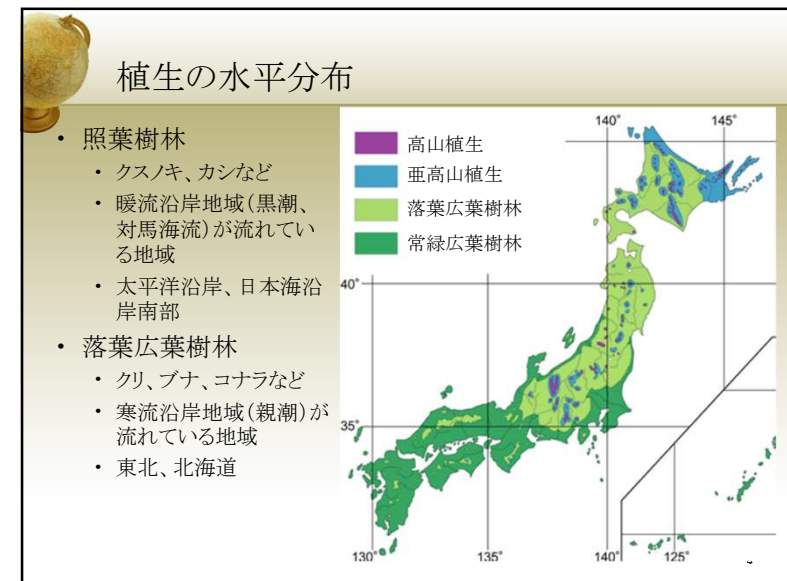 植生の水平分布
・ 照葉樹林
・ クスノキ、カシなど
・ 暖流沿岸地域(黒潮、
対馬海流)が流れてい
る地域
・ 太平洋沿岸、日本海沿
岸南部
・ 落葉広葉樹林
・ クリ、ブナ、コナラなど
・ 寒流沿岸地域(親潮)が
流れている地域
・ 東北、北海道
高山植生
亜高山植生
落葉広葉樹林
常緑広葉樹林
140°
145°
40°
35°
130°
135°
140°
125°